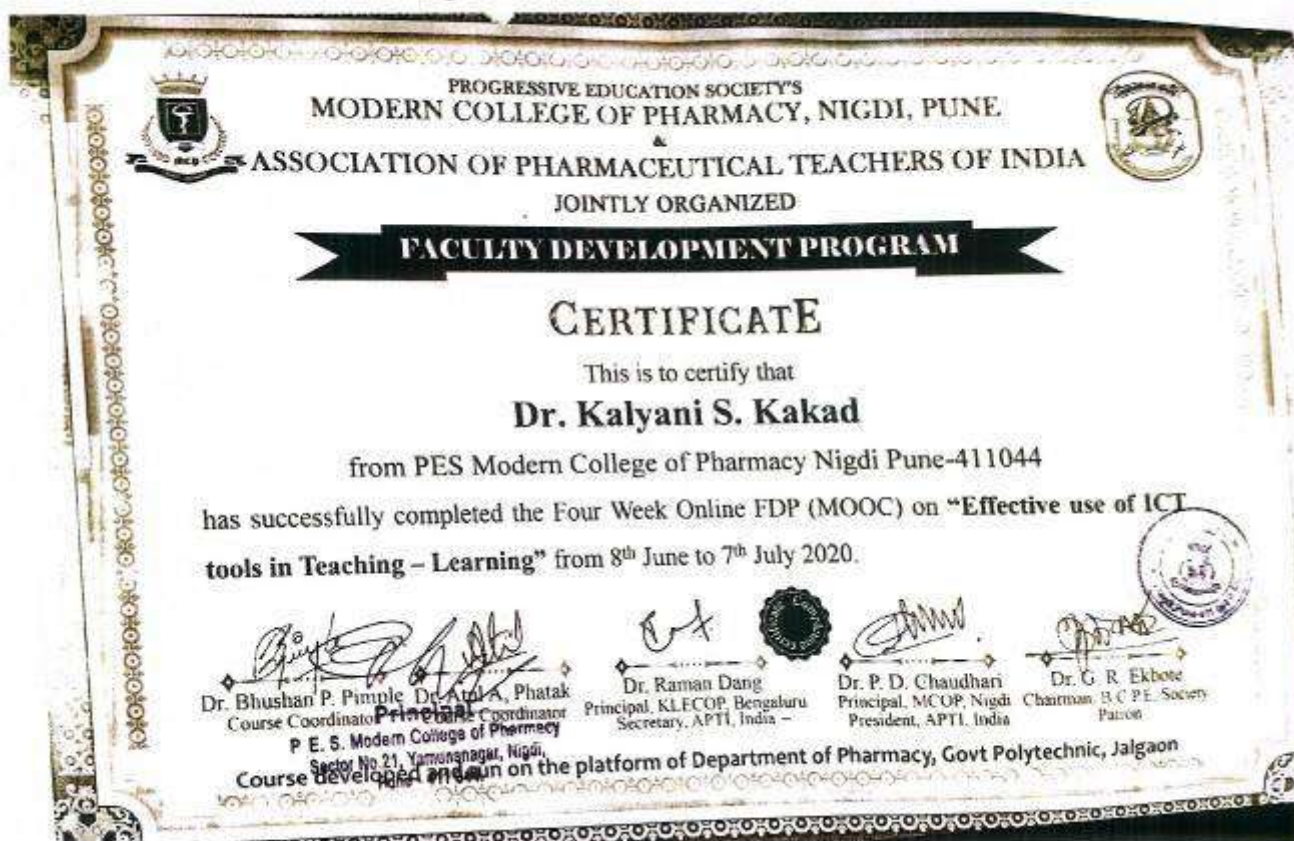 PROGRESSIVE EDUCATION SOCIETY'S
MODERN COLLEGE OF PHARMACY, NIGDI, PUNE
&
ASSOCIATION OF PHARMACEUTICAL TEACHERS OF INDIA
JOINTLY ORGANIZED
FACULTY DEVELOPMENT PROGRAM
CERTIFICATE
This is to certify that
Dr. Kalyani S. Kakad
from PES Modern College of Pharmacy Nigdi Pune-411044
has successfully completed the Four Week Online FDP (MOOC) on "Effective use of ICT
tools in Teaching – Learning" from 8th June to 7th July 2020.
Dr. Bhushan P. Pimple
Course Coordinator
Dr. Atul A. Phatak
Course Coordinator
Dr. Raman Dang
Principal, KLECOP, Bengaluru
Secretary, APTI, India –
Dr. P. D. Chaudhari
Principal, MCOP, Nigdi
President, APTI, India
Dr. G. R. Ekbote
Chairman, B C P E. Society
Patron
Principal
P E. S. Modern College of Pharmacy
Sector No. 21, Yamunanagar, Nigdi,
Course developed and run on the platform of Department of Pharmacy, Govt Polytechnic, Jalgaon